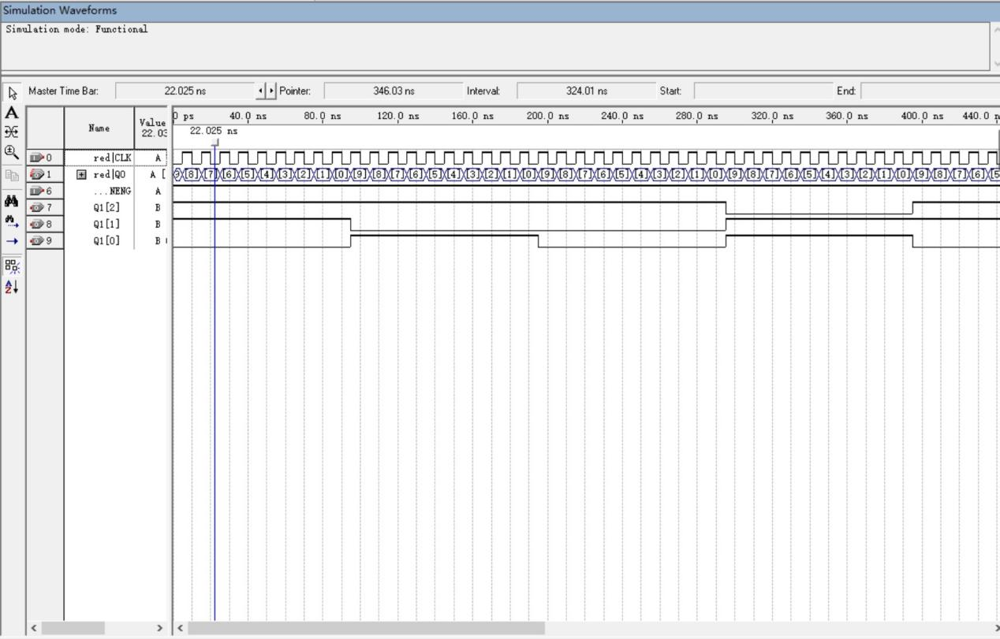 Simulation Waveforms
Simulation mode: Functional
Master Time Bar: 22.025 ns Pointer: 346.03 ns Interval: 324.01 ns Start: End:
Name Value 22.03 0 ps 40.0 ns 80.0 ns 120.0 ns 160.0 ns 200.0 ns 240.0 ns 280.0 ns 320.0 ns 360.0 ns 400.0 ns 440.0 n
22.025 ns
0 red|CLK A
1 red|Q0 A [ 9 [8] [7] [6] [5] [4] [3] [2] [1] [0] [9] [8] [7] [6] [5] [4] [3] [2] [1] [0] [9] [8] [7] [6] [5] [4] [3] [2] [1] [0] [9] [8] [7] [6] [5] [4] [3] [2] [1] [0] [9] [8] [7] [6] [5
6 ...NENG A
7 Q1[2] B
8 Q1[1] B
9 Q1[0] B